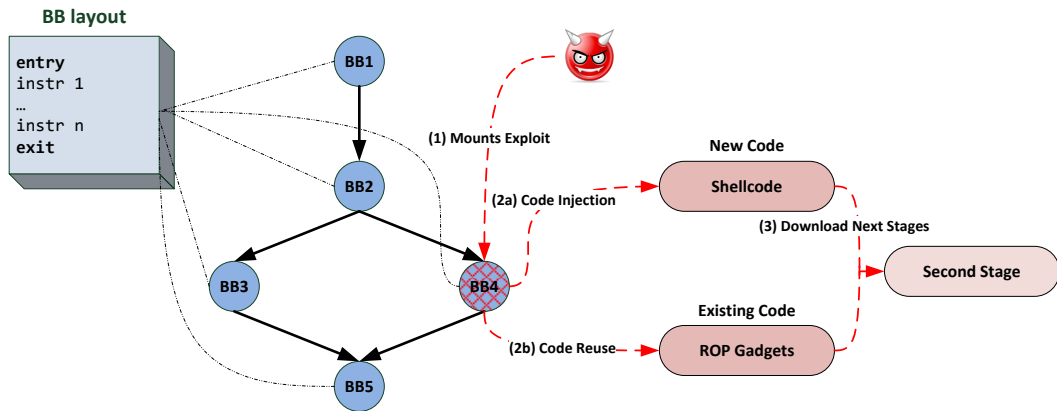 BB layout
entry
instr 1
…
instr n
exit
BB1
BB2
BB3
BB4
BB5
(1) Mounts Exploit
(2a) Code Injection
(2b) Code Reuse
New Code
Shellcode
(3) Download Next Stages
Second Stage
Existing Code
ROP Gadgets